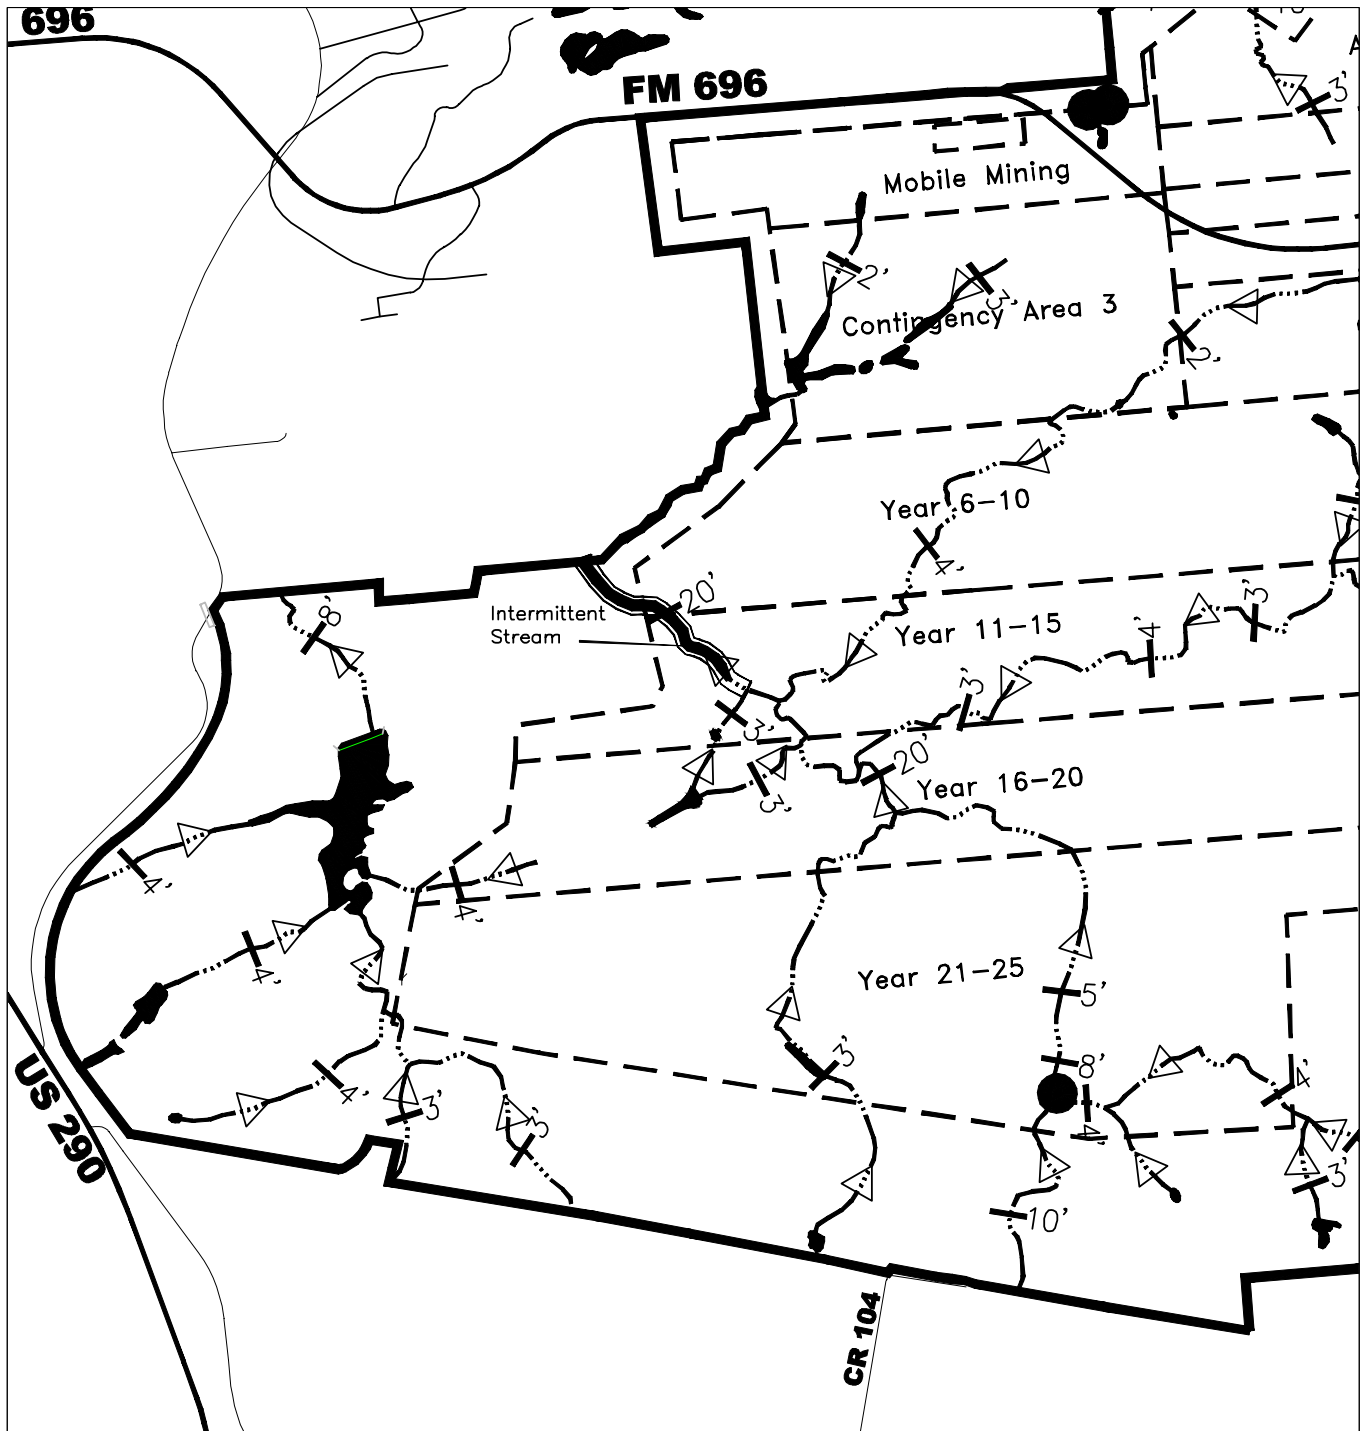 696
FM 696
A
3'
Mobile Mining
2'
3'
Contingency Area 3
2'
Year 6-10
4'
20'
Intermittent
Stream
8'
Year 11-15
3'
4'
3'
3'
20'
Year 16-20
3'
4'
4'
4'
Year 21-25
5'
3'
8'
4'
4'
3'
3'
4'
3'
10'
US 290
CR 104